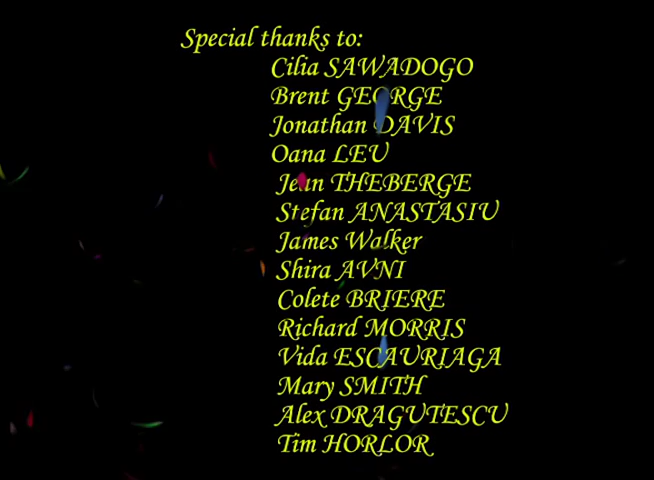 Special thanks to:
Cilia SAWADOGO
Brent GEORGE
Jonathan DAVIS
Oana LEU
Jean THEBERGE
Stefan ANASTASIU
James Walker
Shira AVNI
Colete BRIERE
Richard MORRIS
Vida ESCAURIAGA
Mary SMITH
Alex DRAGUTESCU
Tim HORLOR